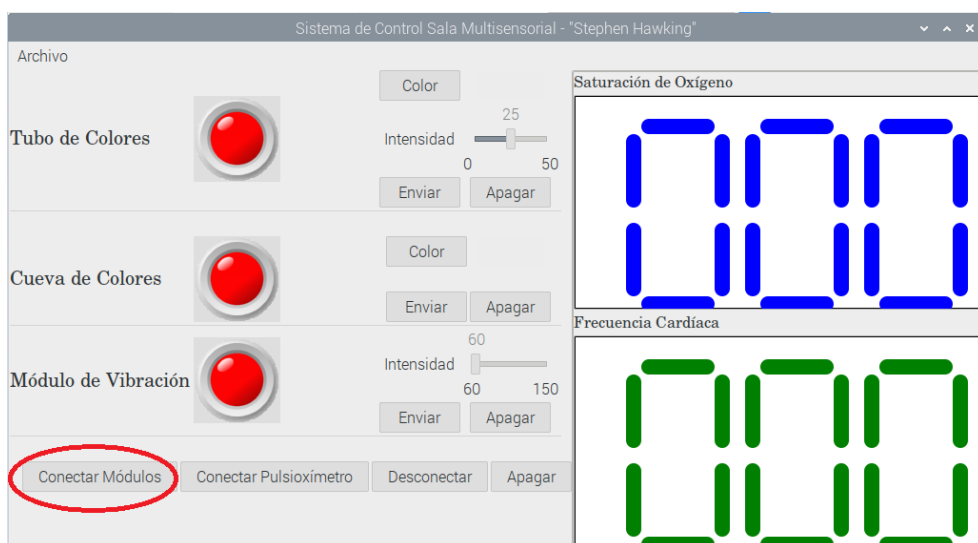 Sistema de Control Sala Multisensorial - "Stephen Hawking"
Archivo
Tubo de Colores
Color
25
Intensidad
0 50
Enviar Apagar
Cueva de Colores
Color
Enviar Apagar
Módulo de Vibración
60
Intensidad
60 150
Enviar Apagar
Conectar Módulos Conectar Pulsioxímetro Desconectar Apagar
Saturación de Oxígeno
000
Frecuencia Cardíaca
000